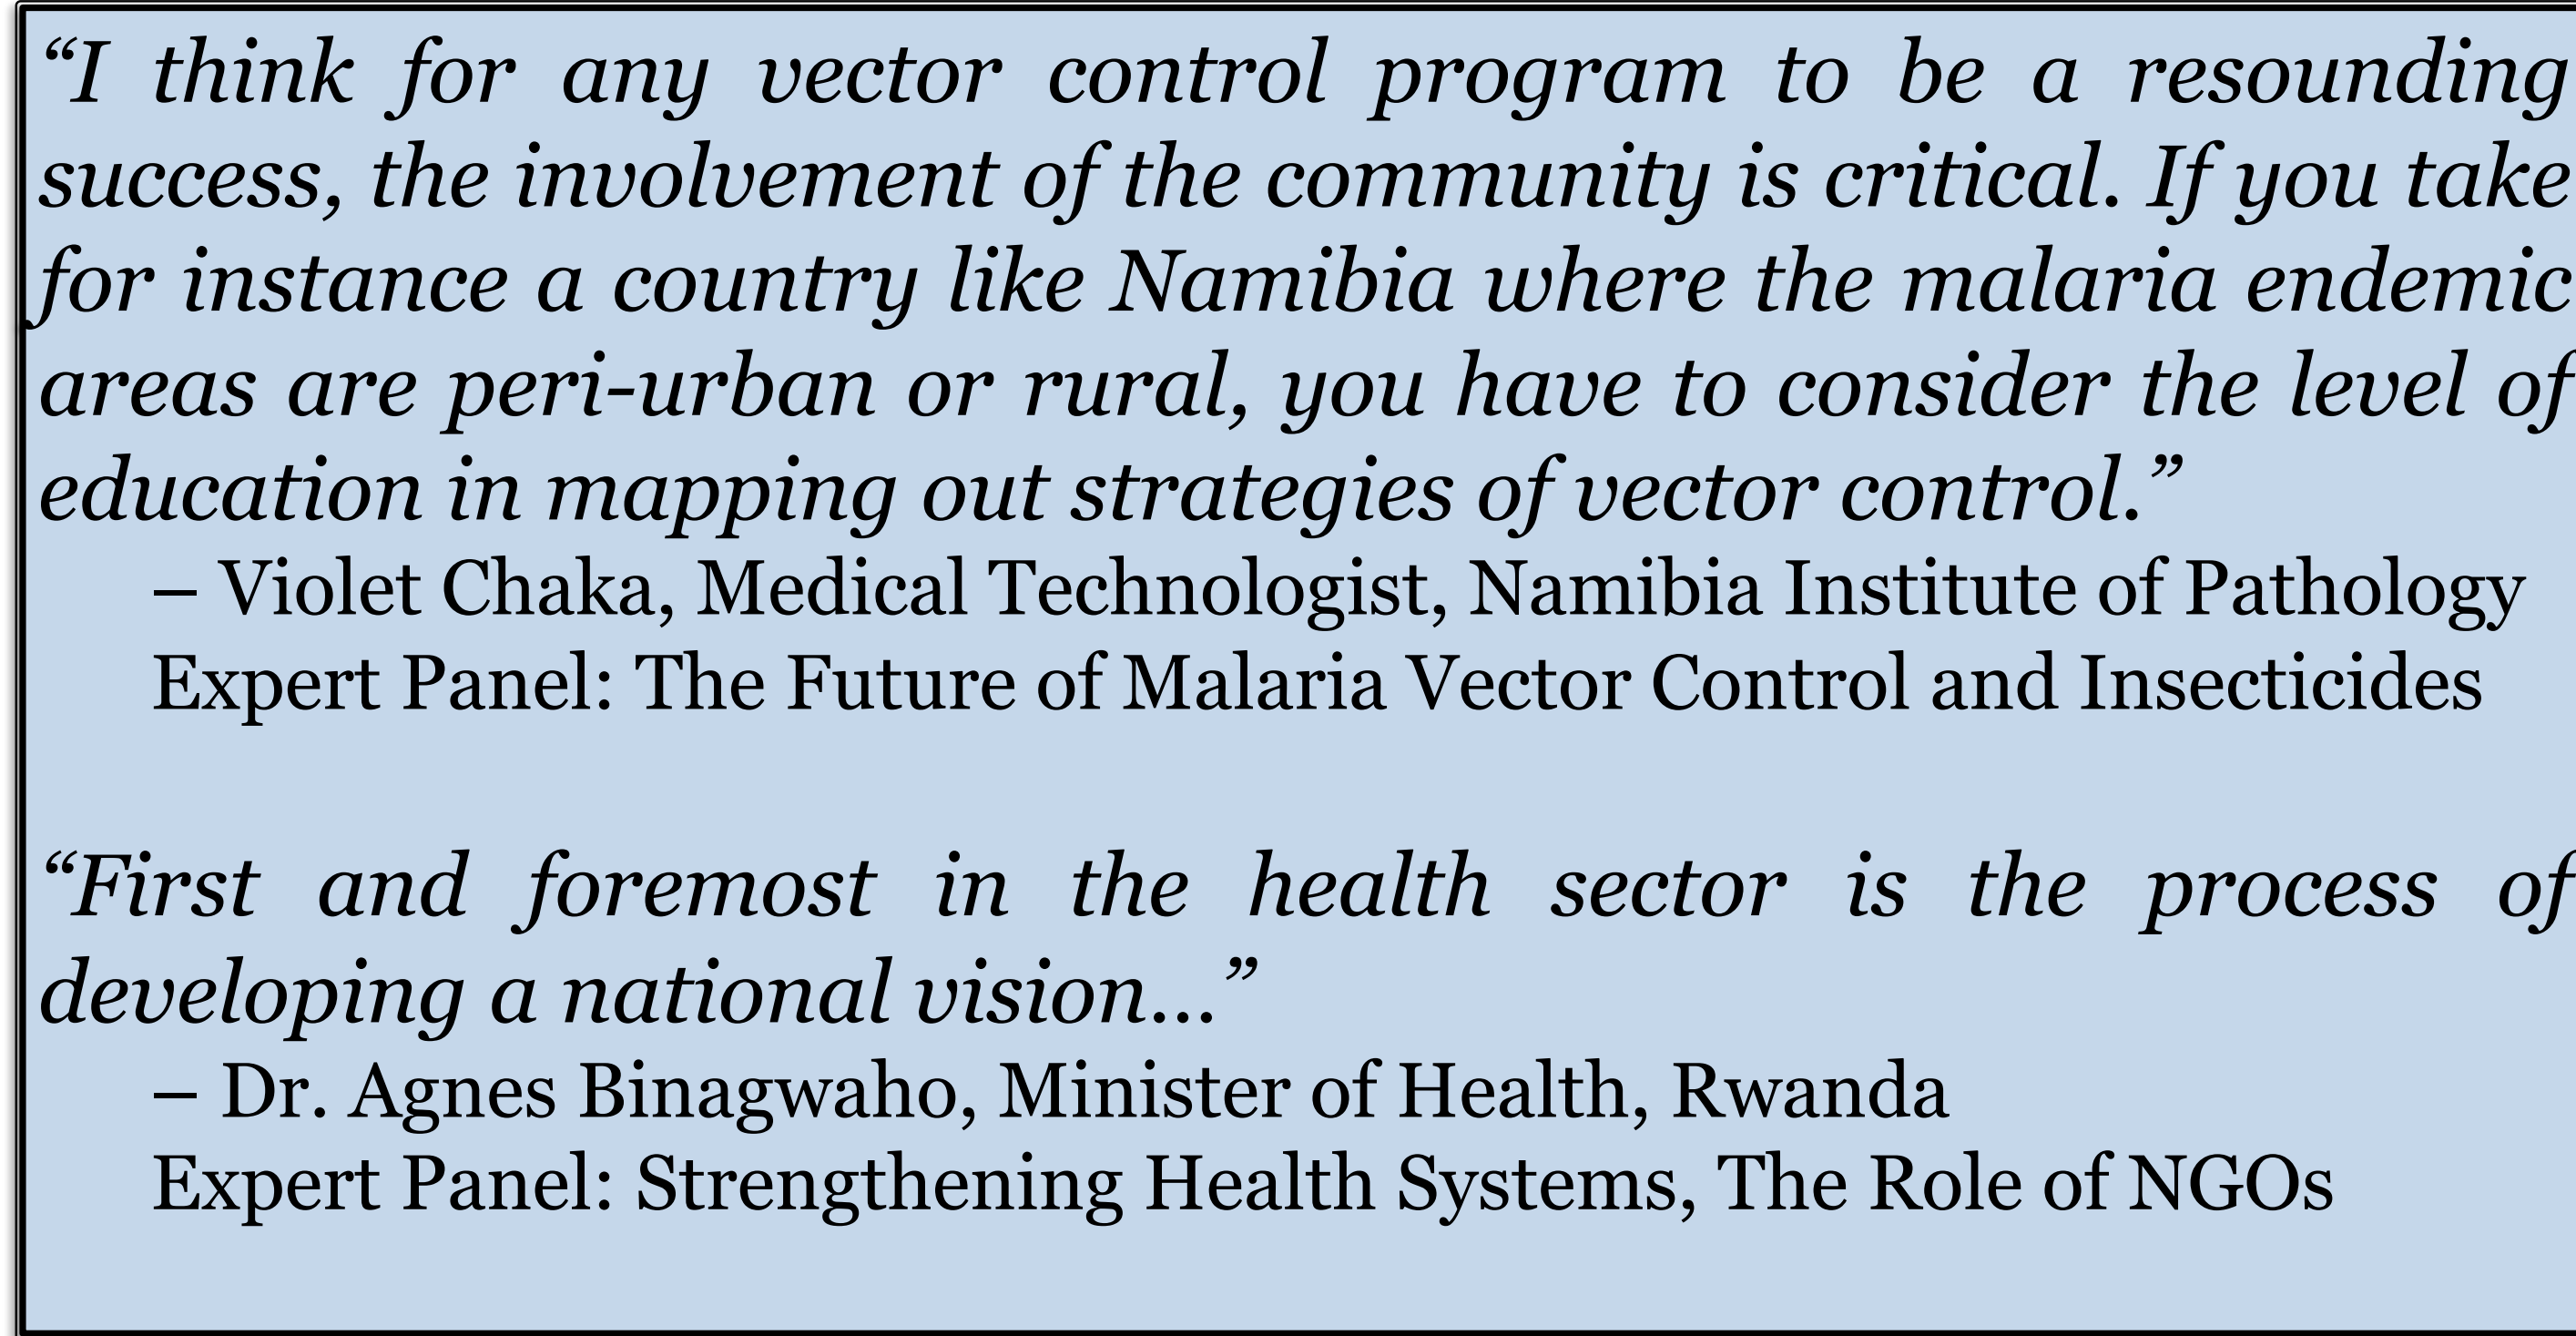 “I think for any vector control program to be a resounding
success, the involvement of the community is critical. If you take
for instance a country like Namibia where the malaria endemic
areas are peri-urban or rural, you have to consider the level of
education in mapping out strategies of vector control.”
– Violet Chaka, Medical Technologist, Namibia Institute of Pathology
Expert Panel: The Future of Malaria Vector Control and Insecticides
“First and foremost in the health sector is the process of
developing a national vision…”
– Dr. Agnes Binagwaho, Minister of Health, Rwanda
Expert Panel: Strengthening Health Systems, The Role of NGOs